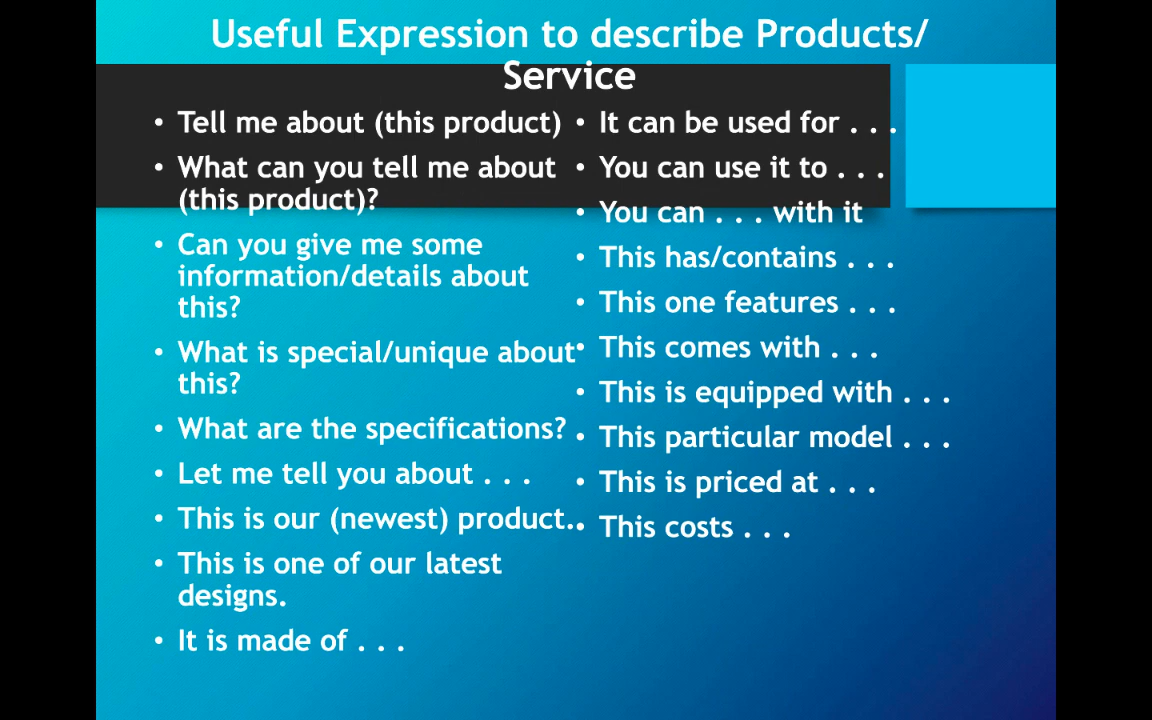 Useful Expression to describe Products/
Service
• Tell me about (this product)
• What can you tell me about
(this product)?
• Can you give me some
information/details about
this?
• What is special/unique about
this?
• What are the specifications?
• Let me tell you about . . .
• This is our (newest) product..
• This is one of our latest
designs.
• It is made of . . .
• It can be used for . . .
• You can use it to . . .
• You can . . . with it
• This has/contains . . .
• This one features . . .
• This comes with . . .
• This is equipped with . . .
• This particular model . . .
• This is priced at . . .
• This costs . . .